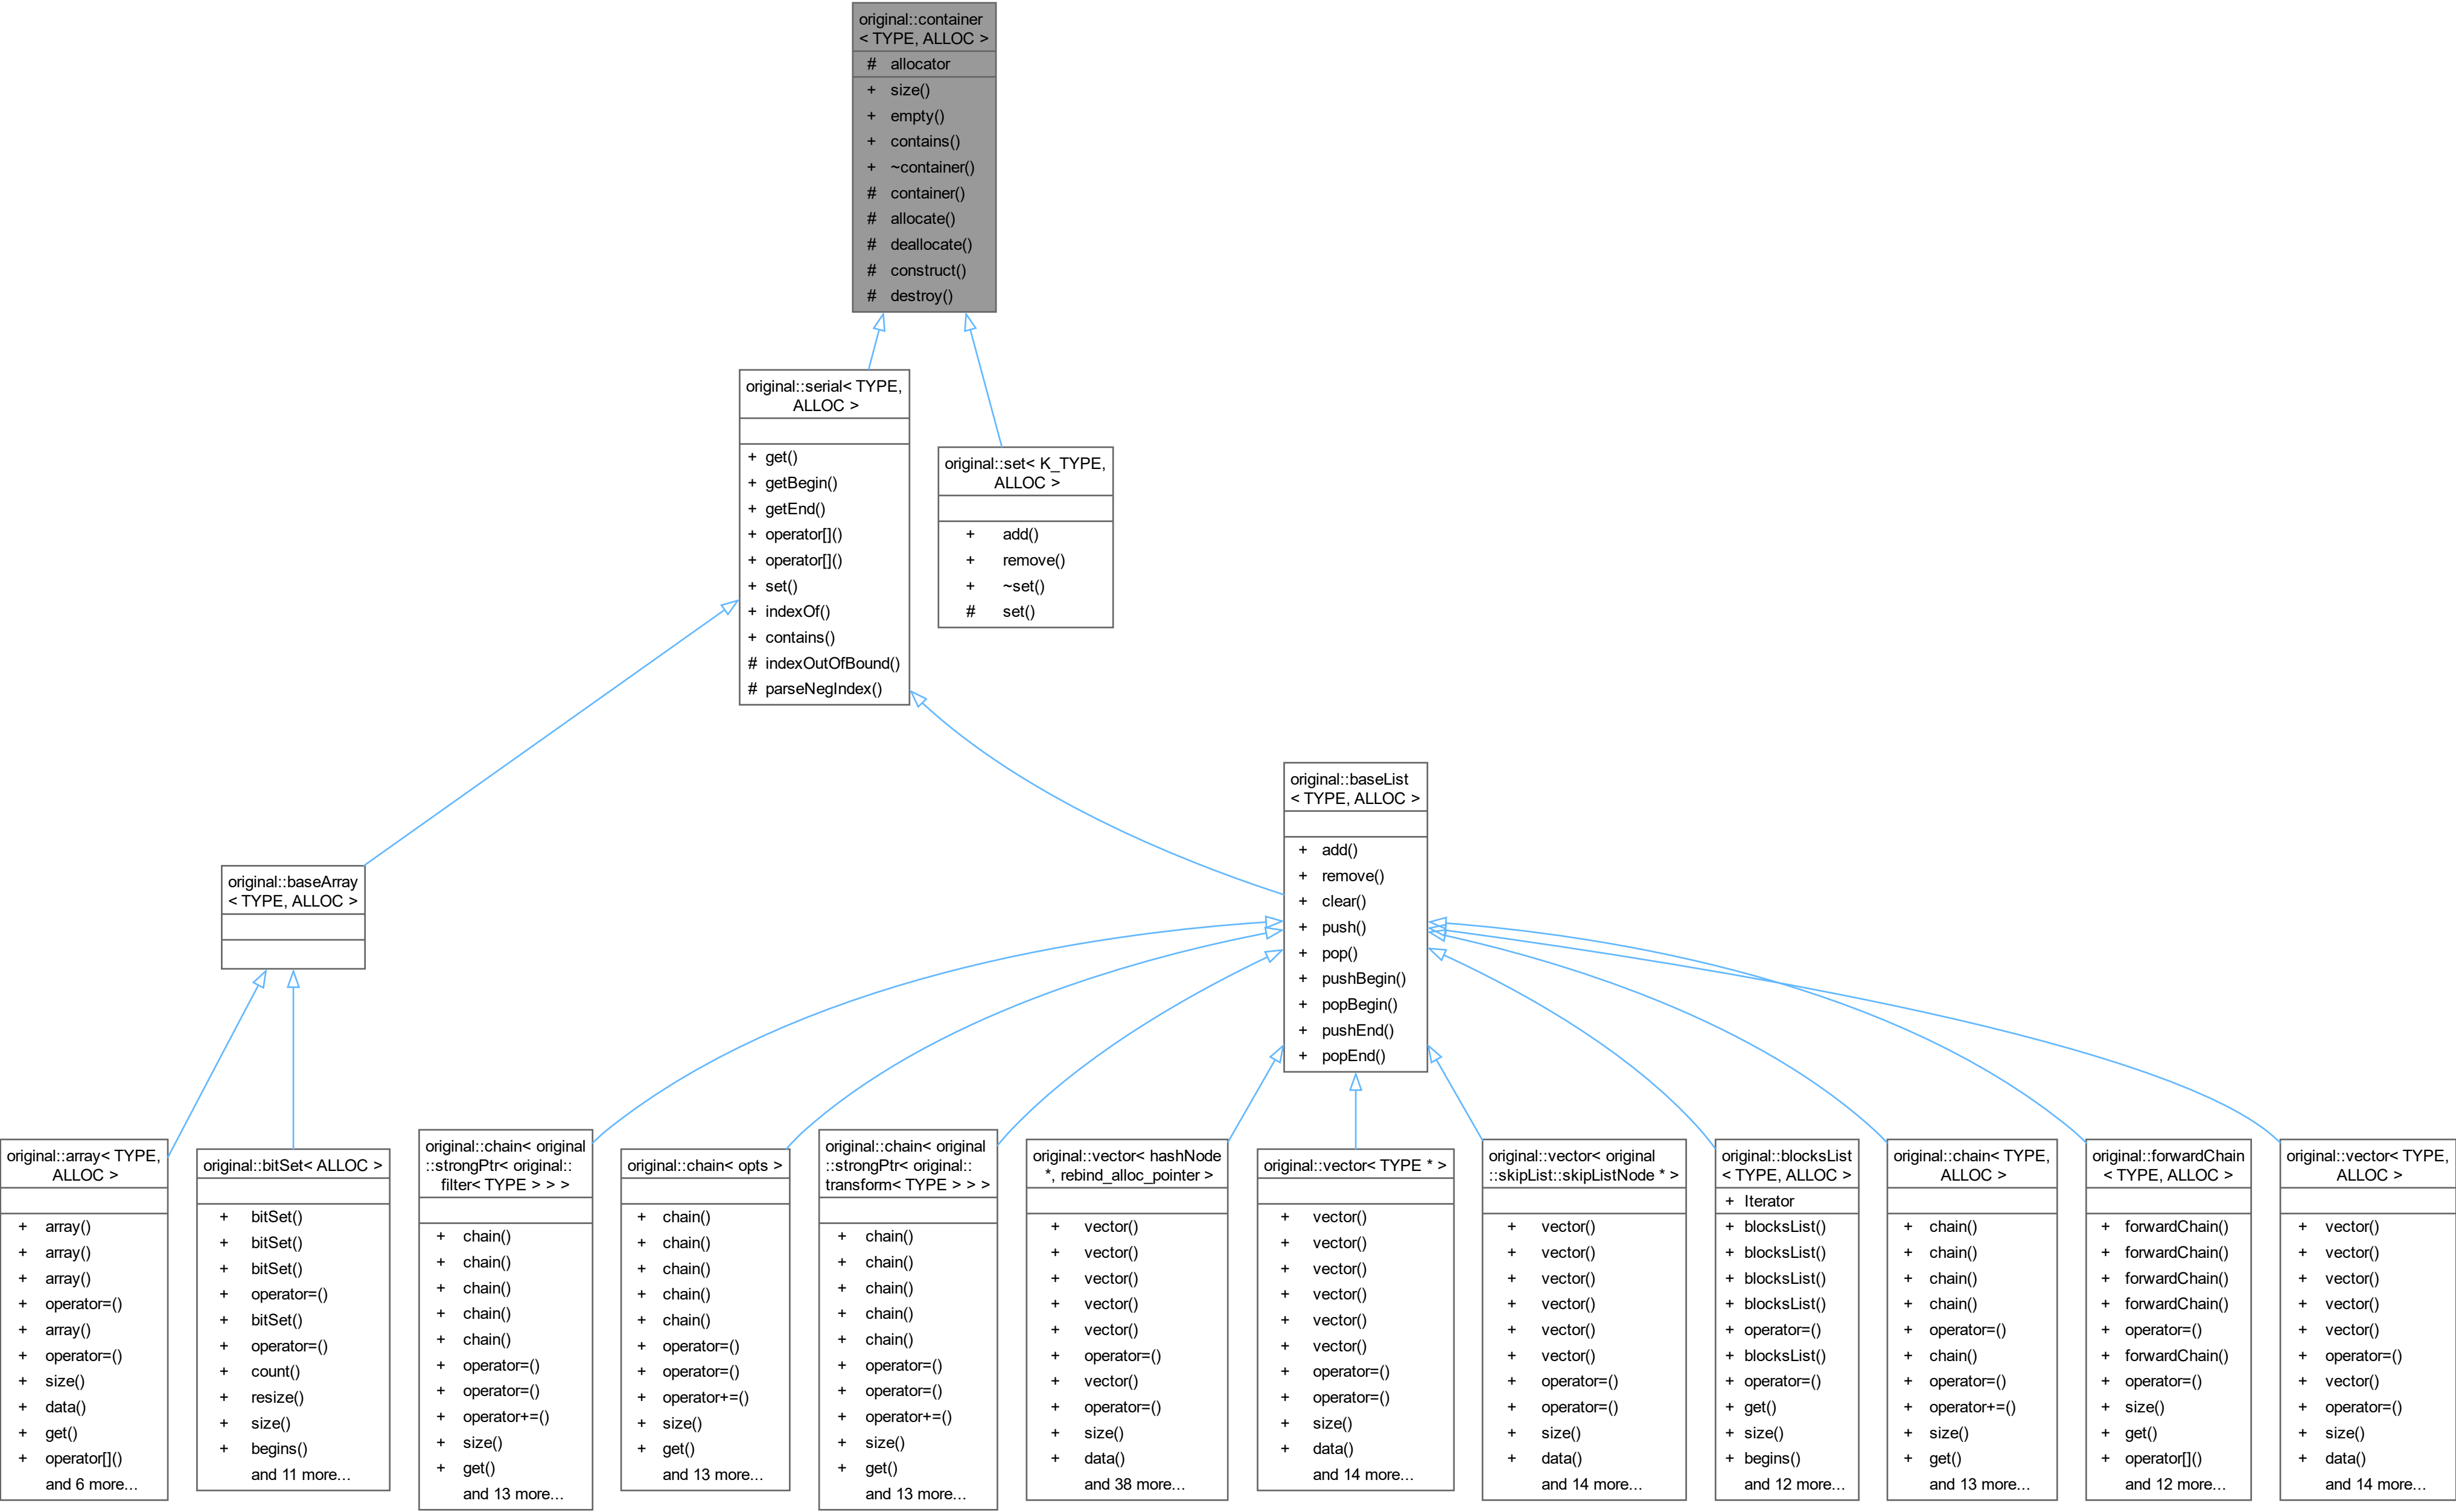 original::container
< TYPE, ALLOC >
# allocator
+ size()
+ empty()
+ contains()
+ ~container()
# container()
# allocate()
# deallocate()
# construct()
# destroy()
original::serial< TYPE,
ALLOC >
+ get()
+ getBegin()
+ getEnd()
+ operator[]()
+ operator[]()
+ set()
+ indexOf()
+ contains()
# indexOutOfBound()
# parseNegIndex()
original::set< K_TYPE,
ALLOC >
+ add()
+ remove()
+ ~set()
# set()
original::baseArray
< TYPE, ALLOC >
original::baseList
< TYPE, ALLOC >
+ add()
+ remove()
+ clear()
+ push()
+ pop()
+ pushBegin()
+ popBegin()
+ pushEnd()
+ popEnd()
original::array< TYPE,
ALLOC >
+ array()
+ array()
+ array()
+ operator=()
+ array()
+ operator=()
+ size()
+ data()
+ get()
+ operator[]()
and 6 more...
original::bitSet< ALLOC >
+ bitSet()
+ bitSet()
+ bitSet()
+ operator=()
+ bitSet()
+ operator=()
+ count()
+ resize()
+ size()
+ begins()
and 11 more...
original::chain< original
::strongPtr< original::
filter< TYPE > > >
+ chain()
+ chain()
+ chain()
+ chain()
+ chain()
+ operator=()
+ operator=()
+ operator+=()
+ size()
+ get()
and 13 more...
original::chain< opts >
+ chain()
+ chain()
+ chain()
+ chain()
+ chain()
+ operator=()
+ operator=()
+ operator+=()
+ size()
+ get()
and 13 more...
original::chain< original
::strongPtr< original::
transform< TYPE > > >
+ chain()
+ chain()
+ chain()
+ chain()
+ chain()
+ operator=()
+ operator=()
+ operator+=()
+ size()
+ get()
and 13 more...
original::vector< hashNode
*, rebind_alloc_pointer >
+ vector()
+ vector()
+ vector()
+ vector()
+ vector()
+ operator=()
+ vector()
+ operator=()
+ size()
+ data()
and 38 more...
original::vector< TYPE * >
+ vector()
+ vector()
+ vector()
+ vector()
+ vector()
+ vector()
+ operator=()
+ operator=()
+ size()
+ data()
and 14 more...
original::vector< original
::skipList::skipListNode * >
+ vector()
+ vector()
+ vector()
+ vector()
+ vector()
+ vector()
+ operator=()
+ operator=()
+ size()
+ data()
and 14 more...
original::blocksList
< TYPE, ALLOC >
+ Iterator
+ blocksList()
+ blocksList()
+ blocksList()
+ blocksList()
+ operator=()
+ blocksList()
+ operator=()
+ get()
+ size()
+ begins()
and 12 more...
original::chain< TYPE,
ALLOC >
+ chain()
+ chain()
+ chain()
+ chain()
+ operator=()
+ chain()
+ operator=()
+ operator+=()
+ size()
+ get()
and 13 more...
original::forwardChain
< TYPE, ALLOC >
+ forwardChain()
+ forwardChain()
+ forwardChain()
+ forwardChain()
+ operator=()
+ forwardChain()
+ operator=()
+ size()
+ get()
+ operator[]()
and 12 more...
original::vector< TYPE,
ALLOC >
+ vector()
+ vector()
+ vector()
+ vector()
+ vector()
+ operator=()
+ vector()
+ operator=()
+ size()
+ data()
and 14 more...